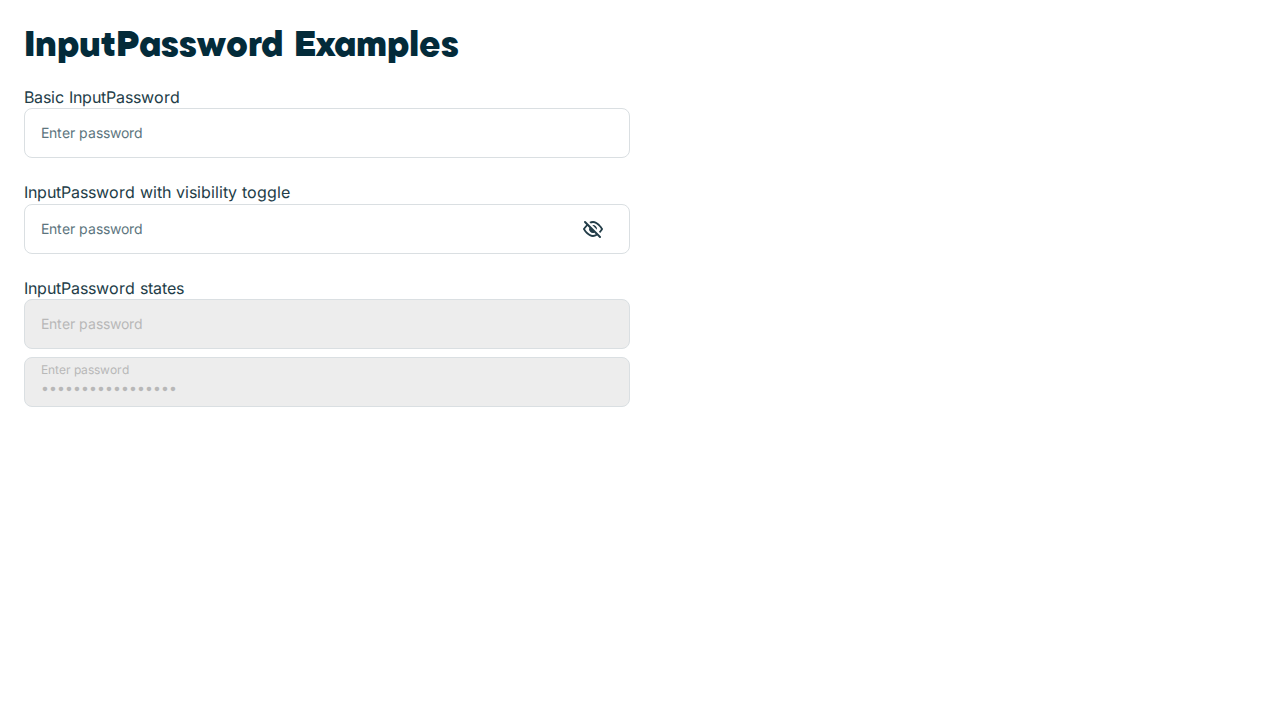 InputPassword Examples
Basic InputPassword
Enter password
InputPassword with visibility toggle
Enter password
InputPassword states
Enter password
Enter password
•••••••••••••••••